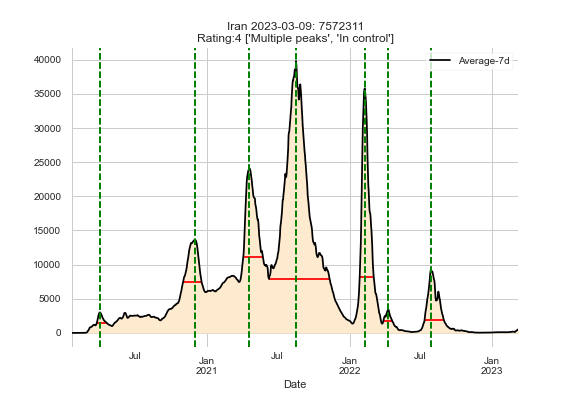 Iran 2023-03-09: 7572311
Rating:4 ['Multiple peaks', 'In control']
Average-7d
40000
35000
30000
25000
20000
15000
10000
5000
0
Jul
Jan
2021
Jul
Jan
2022
Jul
Jan
2023
Date